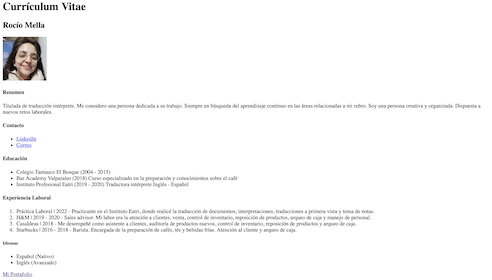 Currículum Vitae
Rocío Mella
Resumen
Titulada de traducción intérprete. Me considero una persona dedicada a su trabajo. Siempre en búsqueda del aprendizaje continuo en las áreas relacionadas a mi rubro. Soy una persona creativa y organizada. Dispuesta a
nuevos retos laborales.
Contacto
LinkedIn
Correo
Educación
Colegio Tantauco El Bosque (2004 - 2015)
Bar Academy Valparaíso (2018) Curso especializado en la preparación y conocimientos sobre el café
Instituto Profesional Eatri (2019 - 2020) Traductora intérprete Inglés - Español
Experiencia Laboral
1. Práctica Laboral | 2022 - Practicante en el Instituto Eatri, donde realizé la traducción de documentos, interpretaciones, traducciones a primera vista y toma de notas.
2. H&M | 2019 - 2020 - Sales advisor. Mi labor era la atención a clientes, venta, control de inventario, reposición de productos, arqueo de caja y manejo de personal.
3. CasaIdeas | 2018 - Me desempeñé como asistente a clientes, auditoría de productos nuevos, control de inventario, reposición de productos y arqueo de caja.
4. Starbucks | 2016 - 2018 - Barista. Encargada de la preparación de cafés, tés y bebidas frías. Atención al cliente y arqueo de caja.
Idiomas
Español (Nativo)
Inglés (Avanzado)
Mi Portafolio